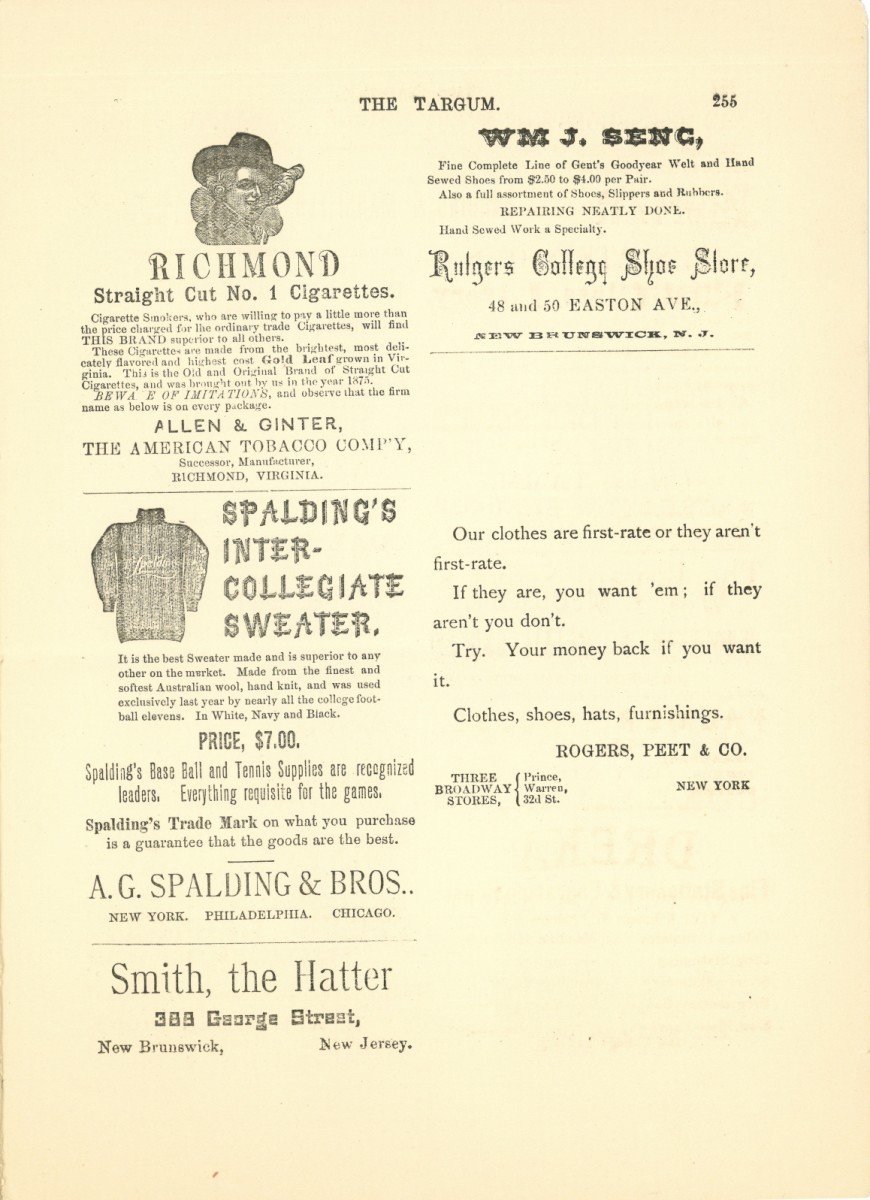 THE TARGUM.
255
RICHMOND
Straight Cut No. 1 Cigarettes.
Cigarette Smokers, who are willing to pay a little more than
the price charged for the ordinary trade Cigarettes, will find
THIS BRAND superior to all others.
These Cigarettes are made from the brightest, most deli-
cately flavored and highest cost Gold Leaf grown in Vir-
ginia. This is the Old and Original Brand of Straight Cut
Cigarettes, and was brought out by us in the year 1875.
BEWA E OF IMITATIONS, and observe that the firm
name as below is on every package.
ALLEN & GINTER,
THE AMERICAN TOBACCO COMP'Y,
Successor, Manufacturer,
RICHMOND, VIRGINIA.
Spalding
SPALDING'S
INTER-
COLLEGIATE
SWEATER.
It is the best Sweater made and is superior to any
other on the market. Made from the finest and
softest Australian wool, hand knit, and was used
exclusively last year by nearly all the college foot-
ball elevens. In White, Navy and Black.
PRICE, $7.00.
Spalding's Base Ball and Tennis Supplies are recognized
leaders. Everything requisite for the games.
Spalding's Trade Mark on what you purchase
is a guarantee that the goods are the best.
A. G. SPALDING & BROS..
NEW YORK. PHILADELPHIA. CHICAGO.
Smith, the Hatter
George Street,
New Brunswick, New Jersey.
WM J. SENG,
Fine Complete Line of Gent's Goodyear Welt and Hand
Sewed Shoes from $2.50 to $4.00 per Pair.
Also a full assortment of Shoes, Slippers and Rubbers.
REPAIRING NEATLY DONE.
Hand Sewed Work a Specialty.
Rutgers College Shoe Store,
48 and 50 EASTON AVE.,
NEW BRUNSWICK, N. J.
Our clothes are first-rate or they aren't
first-rate.
If they are, you want 'em; if they
aren't you don't.
Try. Your money back if you want
it.
Clothes, shoes, hats, furnishings.
ROGERS, PEET & CO.
THREE { Prince,
BROADWAY { Warren, NEW YORK
STORES, { 32d St.